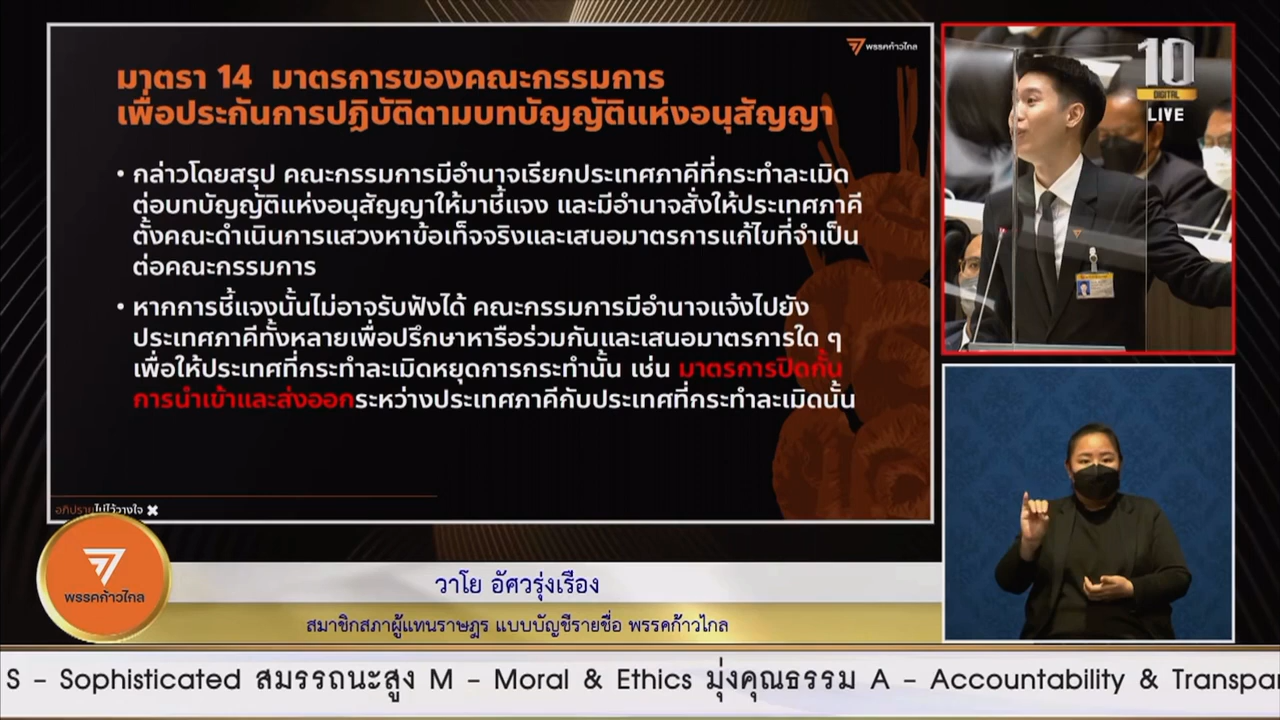 พรรคก้าวไกล
มาตรา 14 มาตรการของคณะกรรมการ
เพื่อประกันการปฏิบัติตามบทบัญญัติแห่งอนุสัญญา
• กล่าวโดยสรุป คณะกรรมการมีอำนาจเรียกประเทศภาคีที่กระทำละเมิด
ต่อบทบัญญัติแห่งอนุสัญญาให้มาชี้แจง และมีอำนาจสั่งให้ประเทศภาคี
ตั้งคณะดำเนินการแสวงหาข้อเท็จจริงและเสนอมาตรการแก้ไขที่จำเป็น
ต่อคณะกรรมการ
• หากการชี้แจงนั้นไม่อาจรับฟังได้ คณะกรรมการมีอำนาจแจ้งไปยัง
ประเทศภาคีทั้งหลายเพื่อปรึกษาหารือร่วมกันและเสนอมาตรการใด ๆ
เพื่อให้ประเทศที่กระทำละเมิดหยุดการกระทำนั้น เช่น มาตรการปิดกั้น
การนำเข้าและส่งออกระหว่างประเทศภาคีกับประเทศที่กระทำละเมิดนั้น
อภิปรายไม่ไว้วางใจ
10
DIGITAL
LIVE
พรรคก้าวไกล
วาโย อัศวรุ่งเรือง
สมาชิกสภาผู้แทนราษฎร แบบบัญชีรายชื่อ พรรคก้าวไกล
S – Sophisticated สมรรถนะสูง M – Moral & Ethics มุ่งคุณธรรม A – Accountability & Transpar